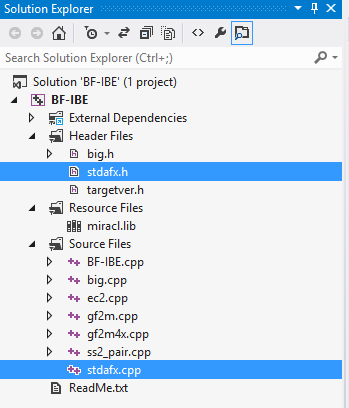 Solution Explorer
Search Solution Explorer (Ctrl+;)
Solution 'BF-IBE' (1 project)
BF-IBE
External Dependencies
Header Files
big.h
stdafx.h
targetver.h
Resource Files
miracl.lib
Source Files
BF-IBE.cpp
big.cpp
ec2.cpp
gf2m.cpp
gf2m4x.cpp
ss2_pair.cpp
stdafx.cpp
ReadMe.txt